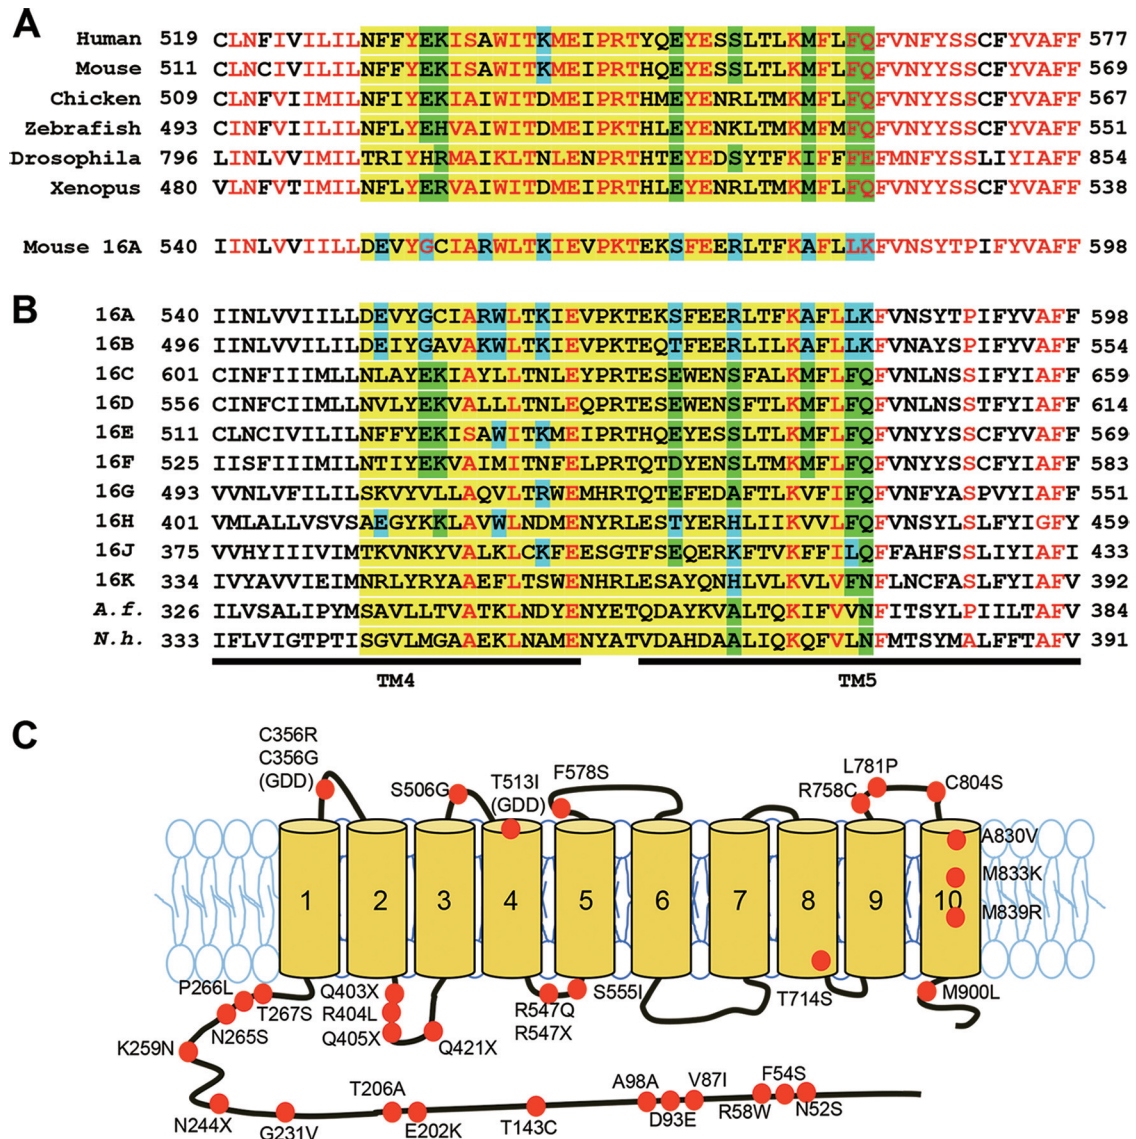 A
Human 519 CLNFIVILILNFFYEKISAWITKMEIPRTYQEYESSLTLKMFLFQFVNFYSSCFYVAFF 577
Mouse 511 CLNCIVILILNFFYEKISAWITKMEIPRTHQEYESSLTLKMFLFQFVNYYSSCFYVAFF 569
Chicken 509 CLNFVIIMILNFIYEKIAIWITDMEIPRTHMEYENRLTMKMFLFQFVNYYSSCFYVAFF 567
Zebrafish 493 CINFVIILILNFLYEHVAIWITDMEIPKTHLEYENKLTMKMFMFQFVNYYSSCFYVAFF 551
Drosophila 796 LINLVVIMILTRIYHRMAIKLTNLENPRTHTEYEDSYTFKIFFFEFMNFYSSLIYIAFF 854
Xenopus 480 VLNFVTIMILNFLYERVAIWITDMEIPRTHLEYENRLTMKMFLFQFVNYYSSCFYVAFF 538
Mouse 16A 540 IINLVVIILLDEVYGCIARWLTKIEVPKTEKSFEERLTFKAFLLKFVNSYTPIFYVAFF 598
B
16A 540 IINLVVIILLDEVYGCIARWLTKIEVPKTEKSFEERLTFKAFLLKFVNSYTPIFYVAFF 598
16B 496 IINLVVILILDEIYGAVAKWLTKIEVPKTEQTFEERLILKAFLLKFVNAYSPIFYVAFF 554
16C 601 CINFIIIMLLNLAYEKIAYLLTNLEYPRTESEWENSFALKMFLFQFVNLNSSIFYIAFF 659
16D 556 CINFCIIMLLNVLYEKVALLLTNLEQPRTESEWENSFTLKMFLFQFVNLNSSTFYIAFF 614
16E 511 CLNCIVILILNFFYEKISAWITKMEIPRTHQEYESSLTLKMFLFQFVNYYSSCFYVAFF 569
16F 525 IISFIIIMILNTIYEKVAIMITNFELPRTQTDYENSLTMKMFLFQFVNYYSSCFYIAFF 583
16G 493 VVNLVFILILSKVYVLLAQVLTRWEMHRTQTEFEDAFTLKVFIFQFVNFYASPVYIAFF 551
16H 401 VMLALLVSVSAEGYKKLAVWLNDMENYRLESTYERHLIIKVVLFQFVNSYLSLFYIGFY 459
16J 375 VVHYIIIVIMTKVNKYVALKLCKFEESGTFSEQERKFTVKFFILQFFAHFSSLIYIAFI 433
16K 334 IVYAVVIEIMNRLYRYAAEFLTSWENHRLESAYQNHLVLKVLVFNFLNCFASLFYIAFV 392
A.f. 326 ILVSALIPYMSAVLLTVATKLNDYENYETQDAYKVALTQKIFVVNFITSYLPIILTAFV 384
N.h. 333 IFLVIGTPTISGVLMGAAEKLNAMENYATVDAHDAALIQKQFVLNFMTSYMALFFTAFV 391
TM4 TM5
C
C356R
C356G
(GDD)
S506G
T513I
(GDD)
F578S
L781P
R758C
C804S
A830V
M833K
M839R
1 2 3 4 5 6 7 8 9 10
P266L
T267S
N265S
K259N
Q403X
R404L
Q405X
Q421X
R547Q
R547X
S555I
T714S
M900L
N244X
G231V
T206A
E202K
T143C
A98A
D93E
V87I
R58W
F54S
N52S